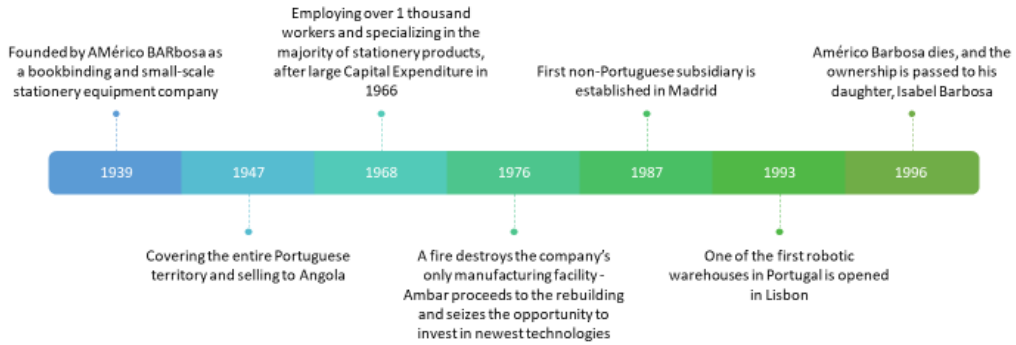 Founded by AMérico BARbosa as
a bookbinding and small-scale
stationery equipment company
Employing over 1 thousand
workers and specializing in the
majority of stationery products,
after large Capital Expenditure in
1966
First non-Portuguese subsidiary is
established in Madrid
Américo Barbosa dies, and the
ownership is passed to his
daughter, Isabel Barbosa
1939
1947
1968
1976
1987
1993
1996
Covering the entire Portuguese
territory and selling to Angola
A fire destroys the company's
only manufacturing facility -
Ambar proceeds to the rebuilding
and seizes the opportunity to
invest in newest technologies
One of the first robotic
warehouses in Portugal is opened
in Lisbon